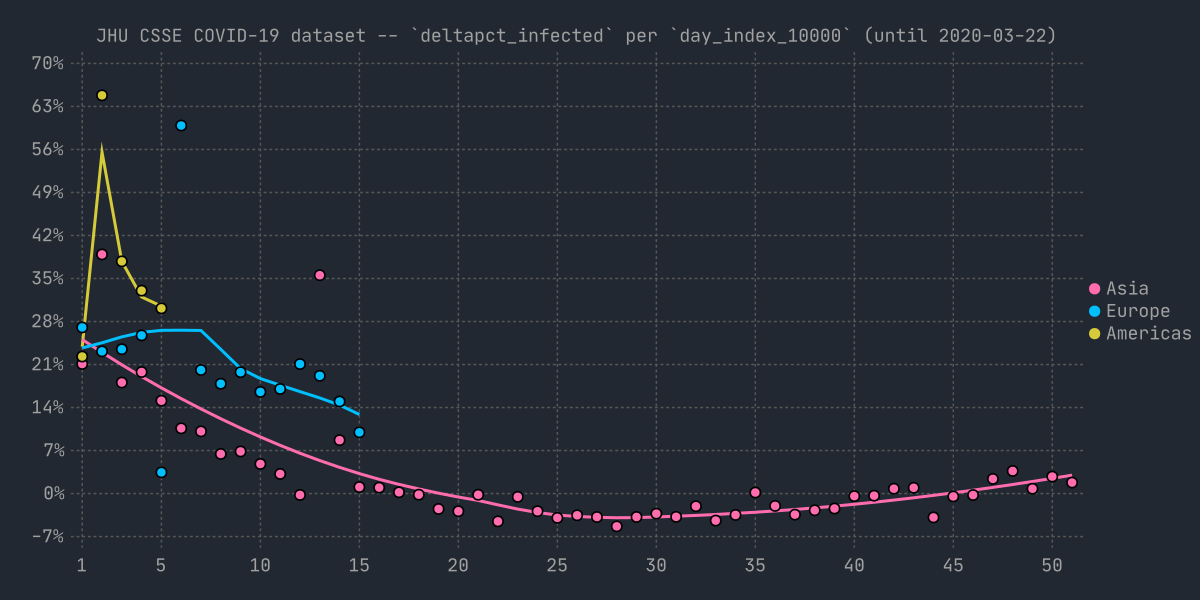 JHU CSSE COVID-19 dataset -- `deltapct_infected` per `day_index_10000` (until 2020-03-22)
70%
63%
56%
49%
42%
35%
28%
21%
14%
7%
0%
-7%
1 5 10 15 20 25 30 35 40 45 50
Asia
Europe
Americas